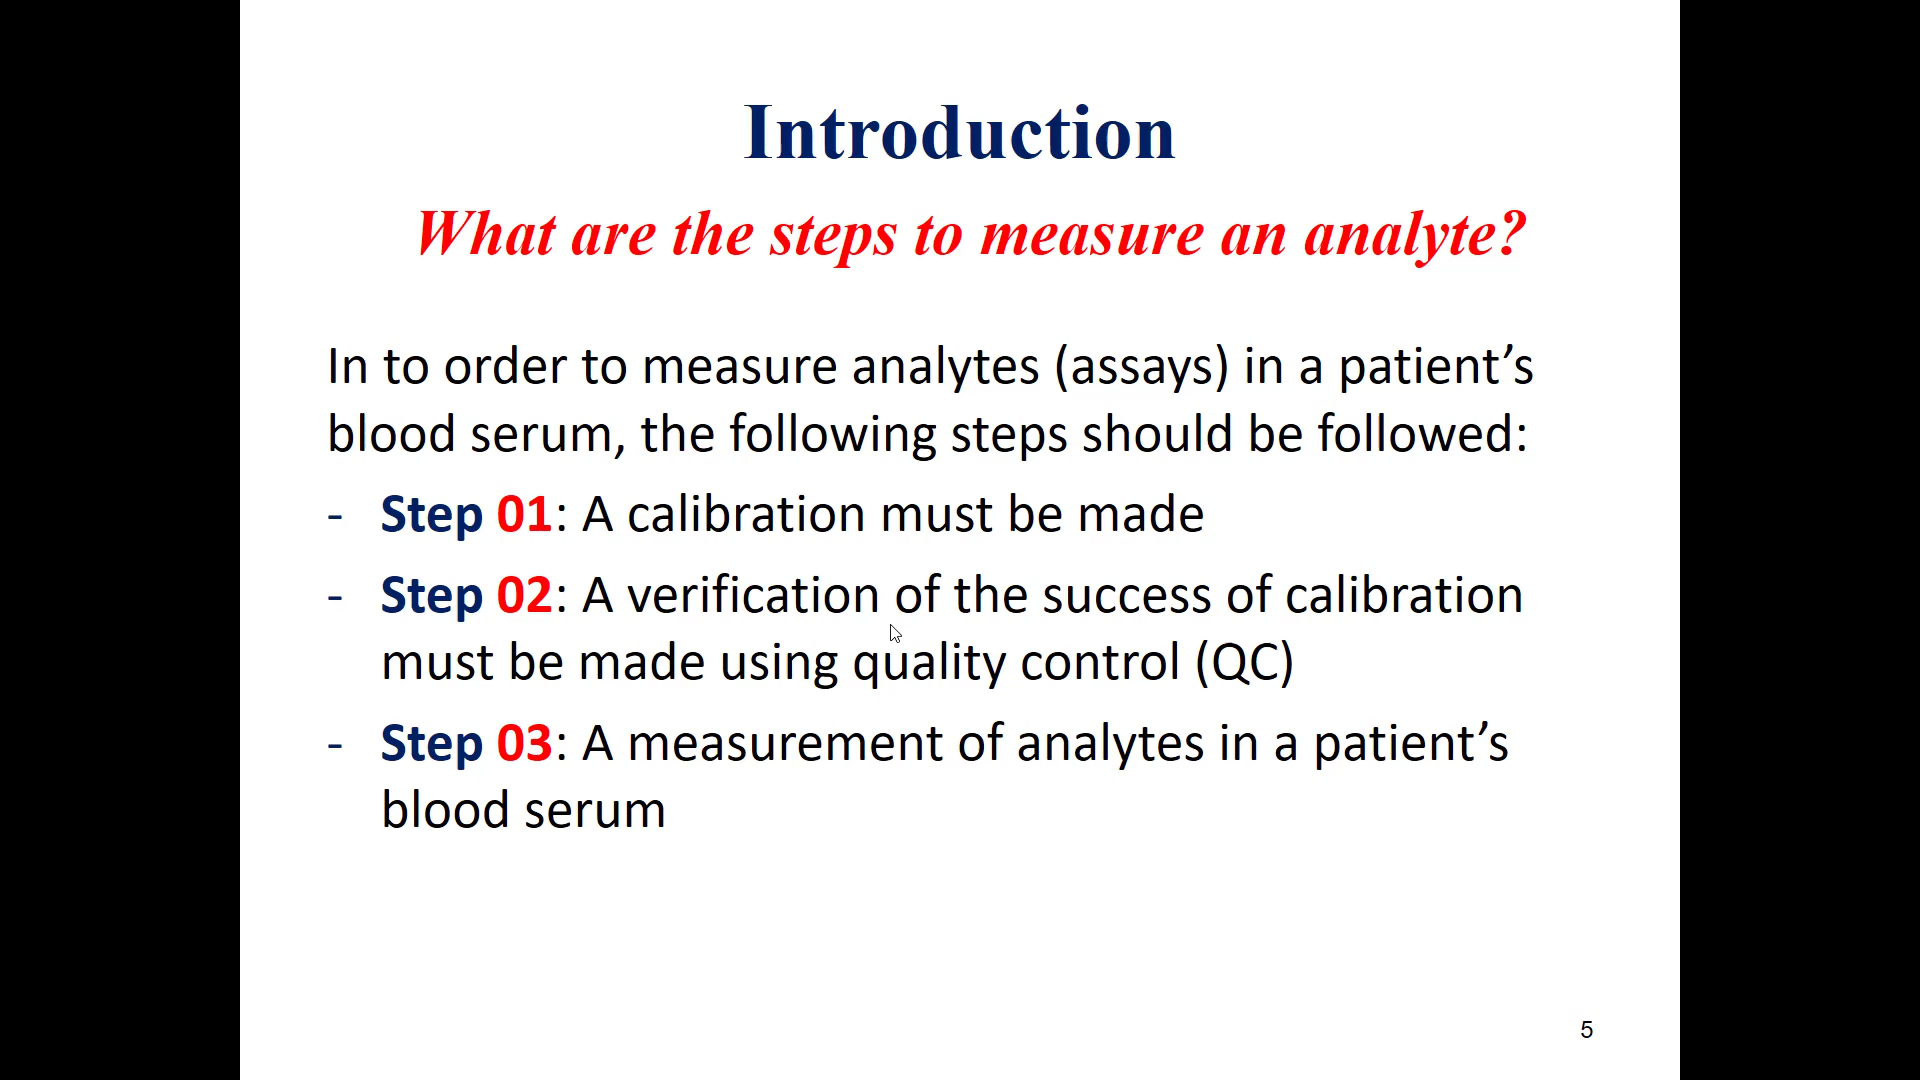 Introduction
What are the steps to measure an analyte?
In to order to measure analytes (assays) in a patient’s
blood serum, the following steps should be followed:
- Step 01: A calibration must be made
- Step 02: A verification of the success of calibration
must be made using quality control (QC)
- Step 03: A measurement of analytes in a patient’s
blood serum
5